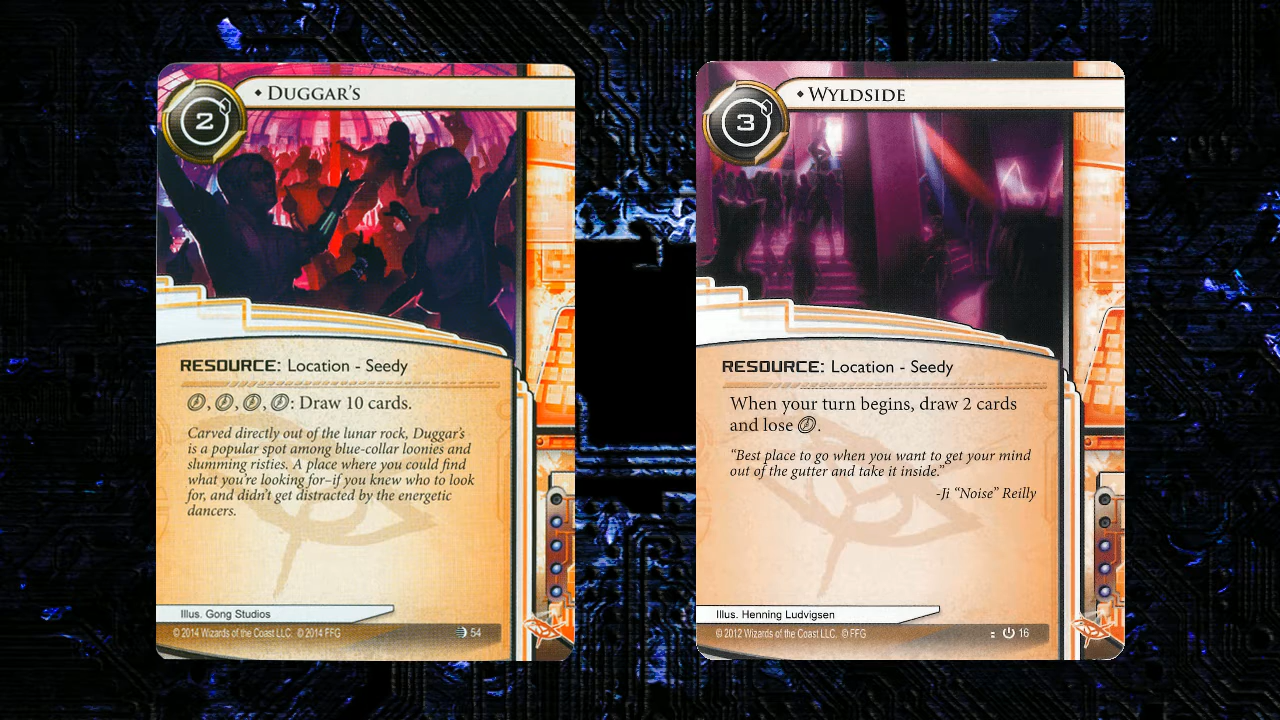 ◆ Duggar's
2
RESOURCE: Location - Seedy
, , , : Draw 10 cards.
Carved directly out of the lunar rock, Duggar's
is a popular spot among blue-collar loonies and
slumming risties. A place where you could find
what you're looking for–if you knew who to look
for, and didn't get distracted by the energetic
dancers.
Illus. Gong Studios
© 2014 Wizards of the Coast LLC. © 2014 FFG
54
◆ Wyldside
3
RESOURCE: Location - Seedy
When your turn begins, draw 2 cards
and lose .
“Best place to go when you want to get your mind
out of the gutter and take it inside.”
-Ji “Noise” Reilly
Illus. Henning Ludvigsen
© 2012 Wizards of the Coast LLC. © FFG
16